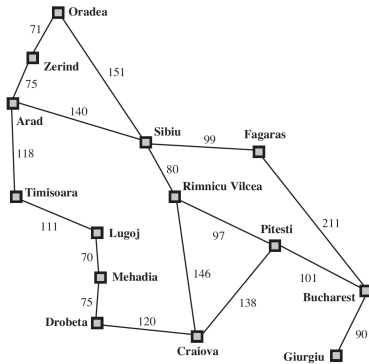 Oradea
71
Zerind
75
151
Arad
140
Sibiu
99
Fagaras
118
80
Timisoara
Rimnicu Vilcea
111
Lugoj
97
Pitesti
211
70
Mehadia
146
101
Bucharest
75
138
Drobeta
120
90
Craiova
Giurgiu